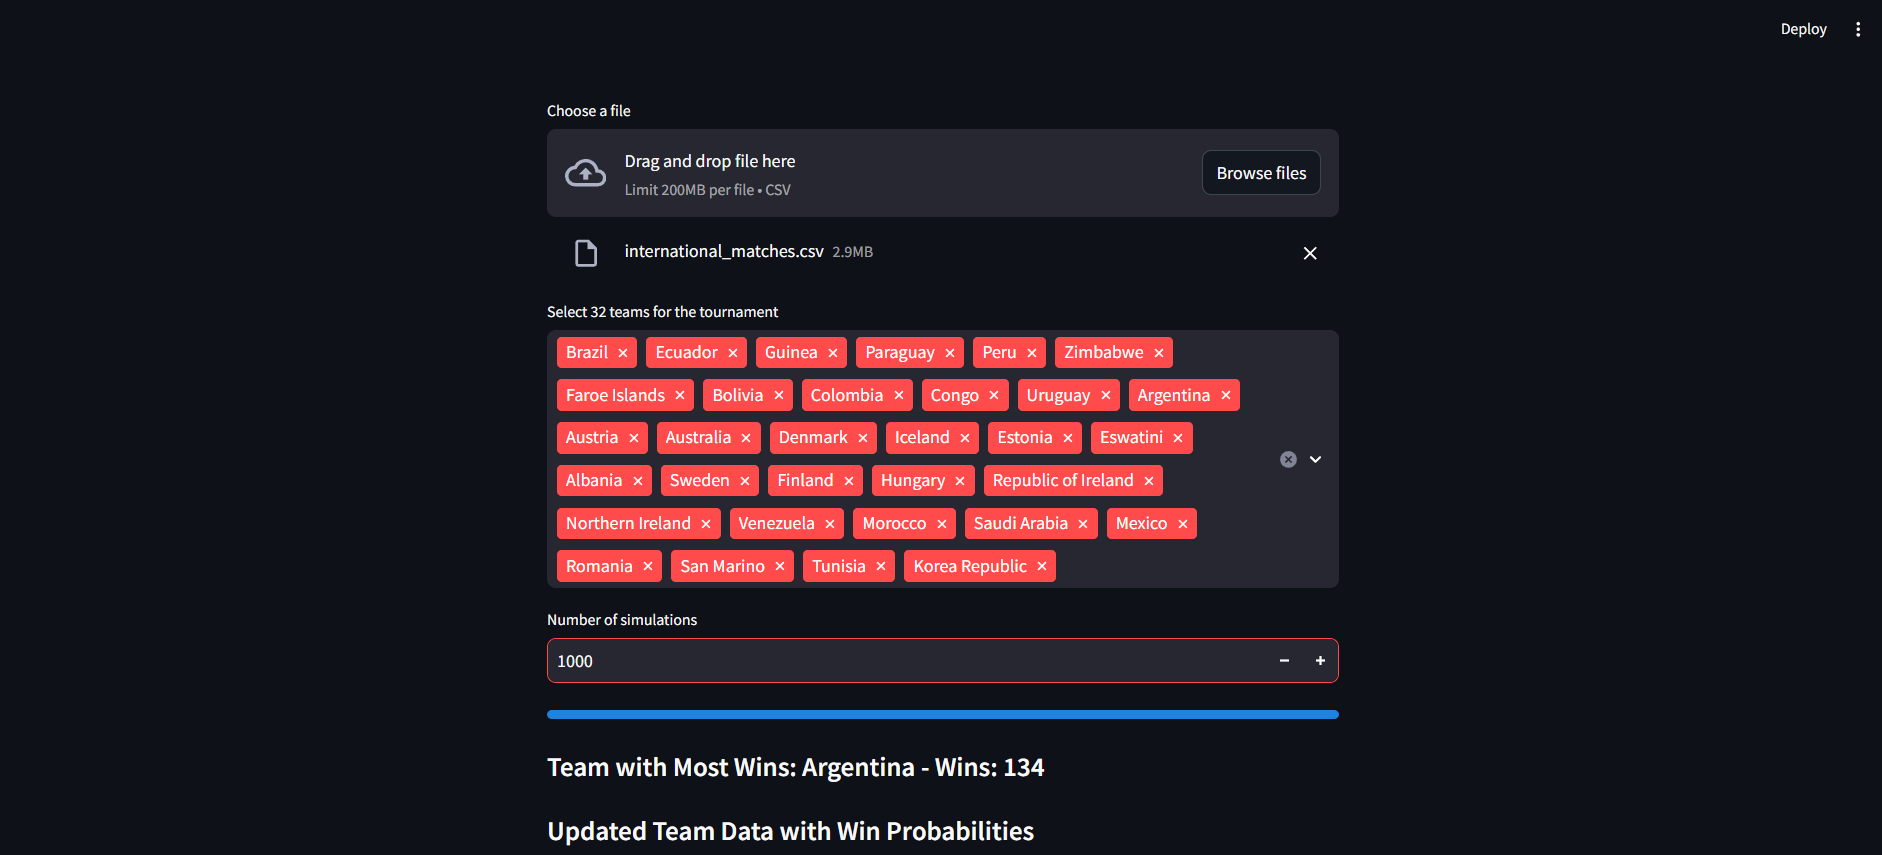 Deploy
Choose a file
Drag and drop file here
Limit 200MB per file • CSV
Browse files
international_matches.csv 2.9MB
Select 32 teams for the tournament
Brazil Ecuador Guinea Paraguay Peru Zimbabwe
Faroe Islands Bolivia Colombia Congo Uruguay Argentina
Austria Australia Denmark Iceland Estonia Eswatini
Albania Sweden Finland Hungary Republic of Ireland
Northern Ireland Venezuela Morocco Saudi Arabia Mexico
Romania San Marino Tunisia Korea Republic
Number of simulations
1000
Team with Most Wins: Argentina - Wins: 134
Updated Team Data with Win Probabilities